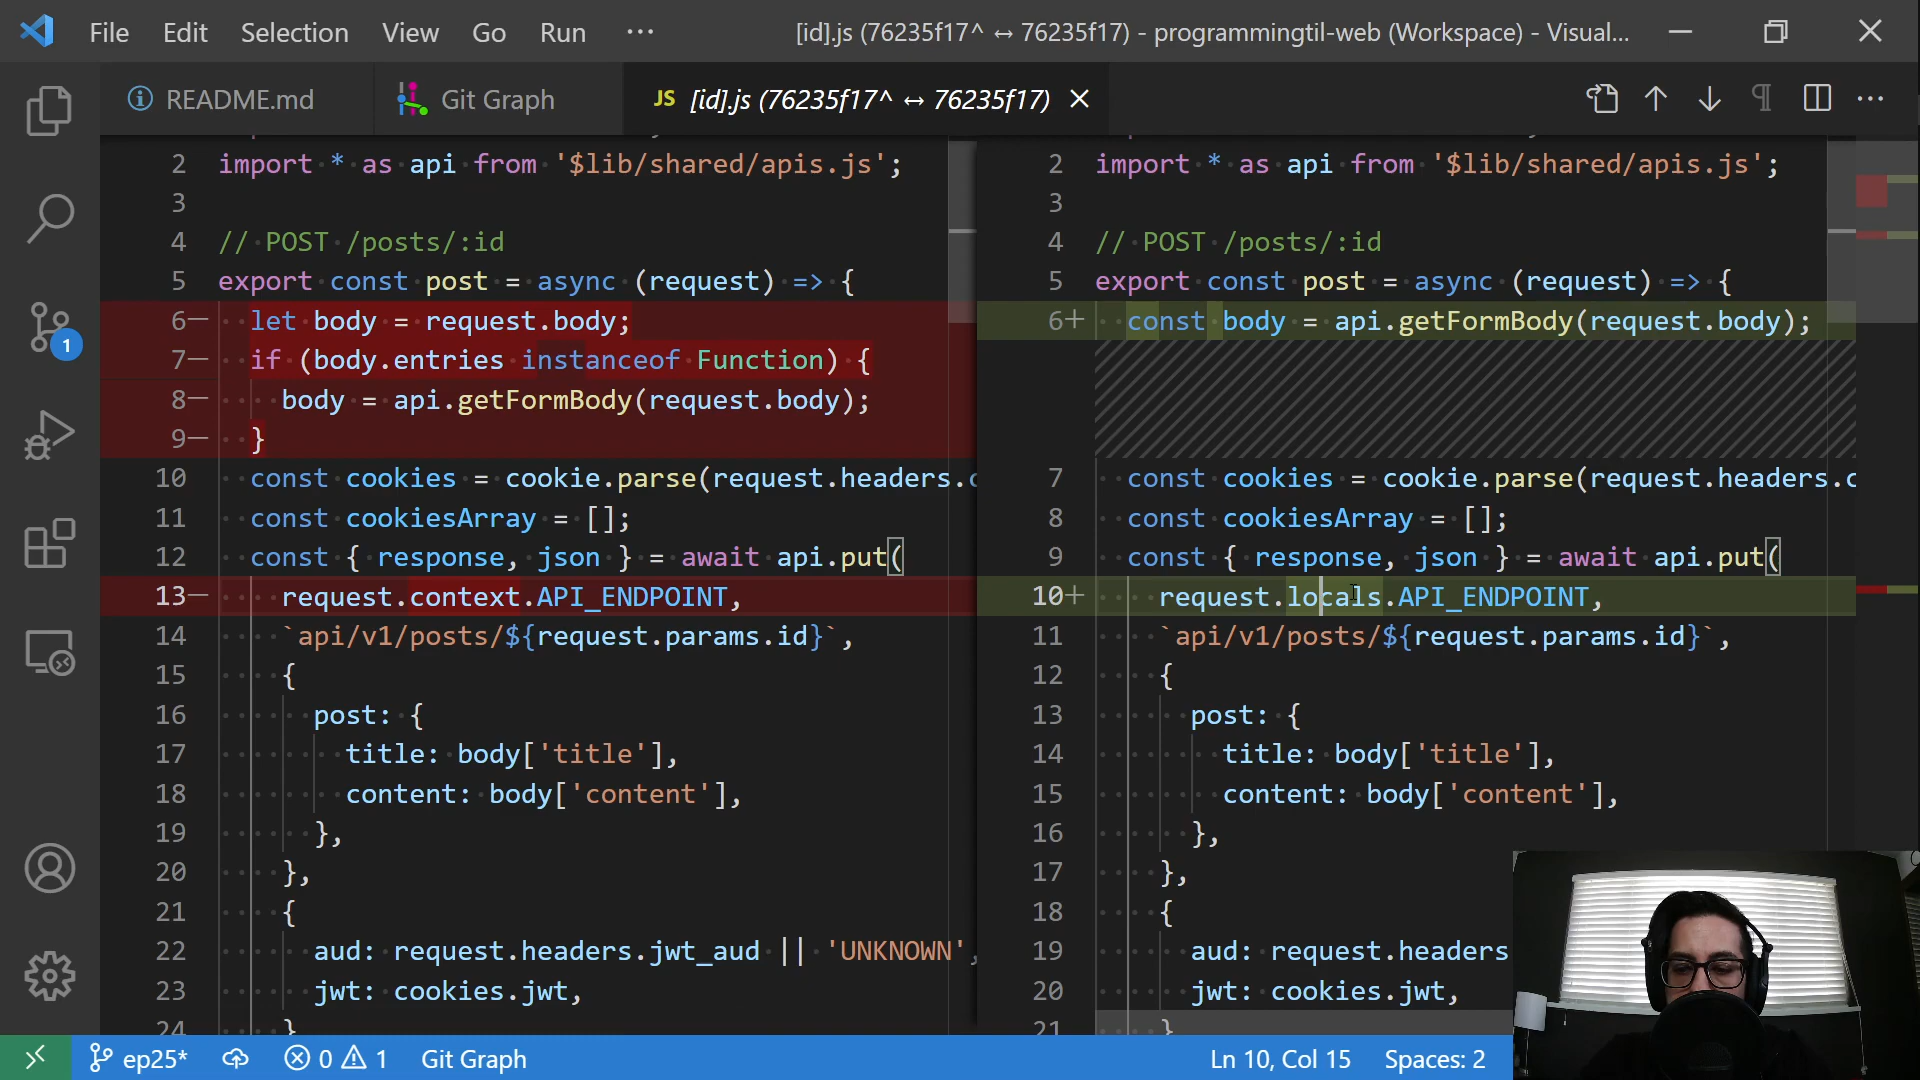 File Edit Selection View Go Run ··· [id].js (76235f17^ ↔ 76235f17) - programmingtil-web (Workspace) - Visual...
README.md Git Graph JS [id].js (76235f17^ ↔ 76235f17)
2 import * as api from '$lib/shared/apis.js';
3
4 // POST /posts/:id
5 export const post = async (request) => {
6— let body = request.body;
7— if (body.entries instanceof Function) {
8— body = api.getFormBody(request.body);
9— }
10 const cookies = cookie.parse(request.headers.c
11 const cookiesArray = [];
12 const { response, json } = await api.put(
13— request.context.API_ENDPOINT,
14 `api/v1/posts/${request.params.id}`,
15 {
16 post: {
17 title: body['title'],
18 content: body['content'],
19 },
20 },
21 {
22 aud: request.headers.jwt_aud || 'UNKNOWN',
23 jwt: cookies.jwt,
24 }
2 import * as api from '$lib/shared/apis.js';
3
4 // POST /posts/:id
5 export const post = async (request) => {
6+ const body = api.getFormBody(request.body);
7 const cookies = cookie.parse(request.headers.c
8 const cookiesArray = [];
9 const { response, json } = await api.put(
10+ request.locals.API_ENDPOINT,
11 `api/v1/posts/${request.params.id}`,
12 {
13 post: {
14 title: body['title'],
15 content: body['content'],
16 },
17 },
18 {
19 aud: request.headers
20 jwt: cookies.jwt,
21 }
1
ep25* 0 1 Git Graph Ln 10, Col 15 Spaces: 2